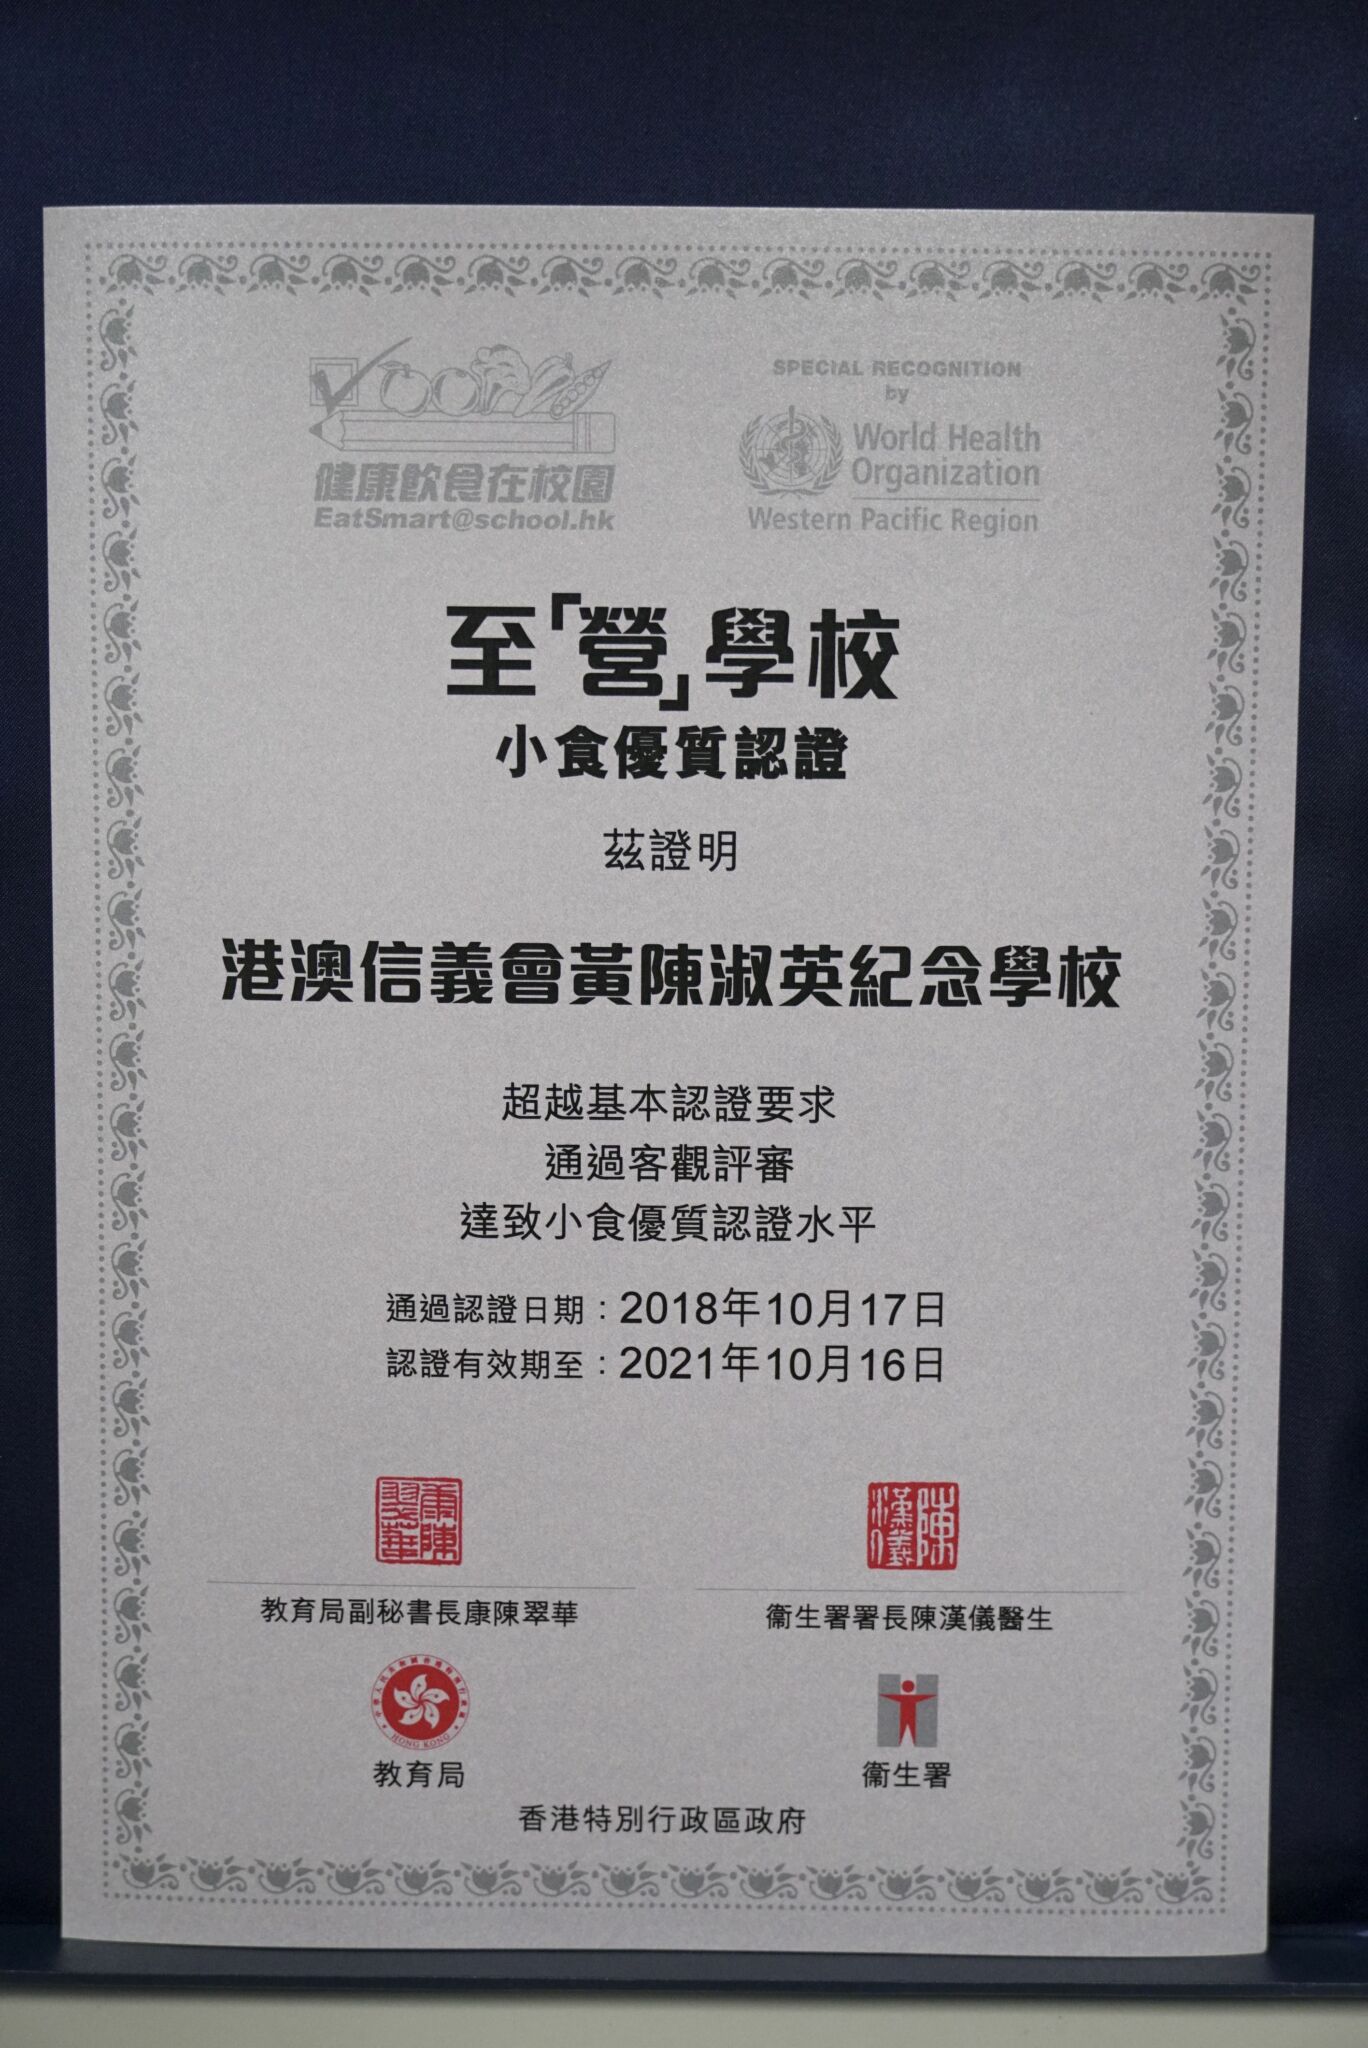 健康飲食在校園
EatSmart@school.hk
SPECIAL RECOGNITION
by
World Health
Organization
Western Pacific Region
至「營」學校
小食優質認證
茲證明
港澳信義會黃陳淑英紀念學校
超越基本認證要求
通過客觀評審
達致小食優質認證水平
通過認證日期：2018年10月17日
認證有效期至：2021年10月16日
康陳翠華
陳漢儀
教育局副秘書長康陳翠華
衞生署署長陳漢儀醫生
HONG KONG
教育局
衞生署
香港特別行政區政府